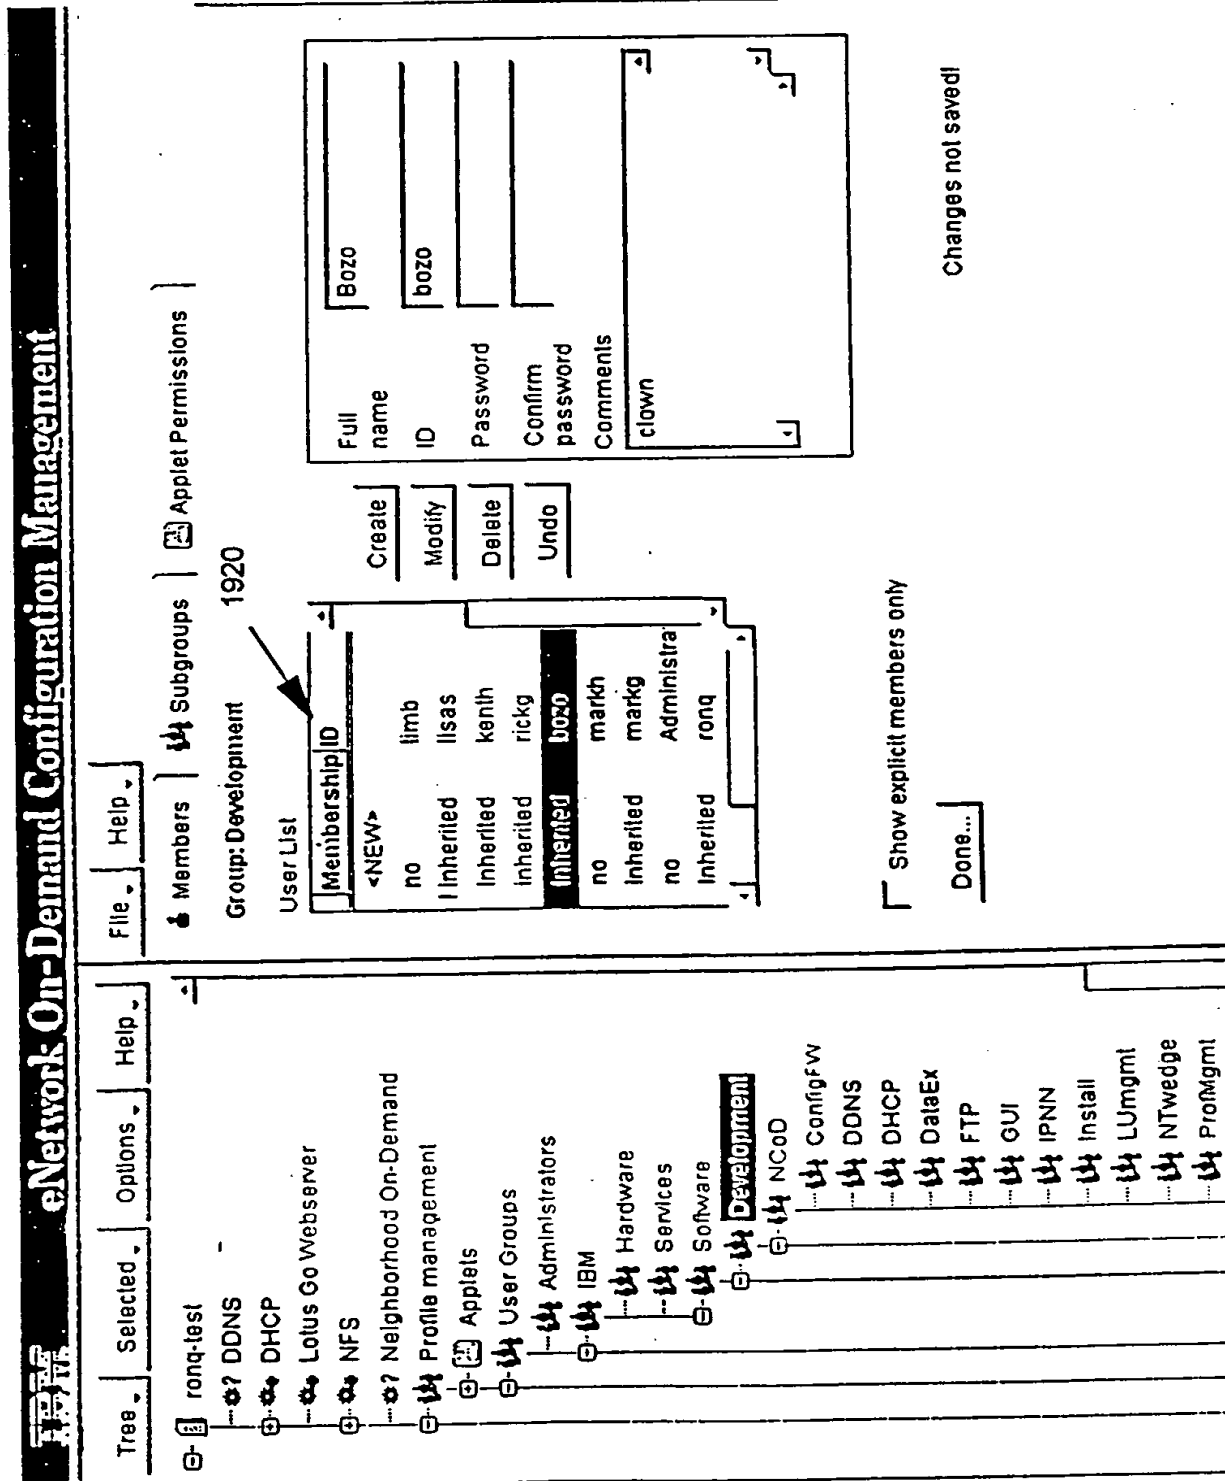 IBM eNetwork On-Demand Configuration Management
Tree Selected Options Help
ronq-test
? DDNS
DHCP
Lotus Go Webserver
NFS
? Neighborhood On-Demand
Profile management
Applets
User Groups
Administrators
IBM
Hardware
Services
Software
Development
NCoD
ConfigFW
DDNS
DHCP
DataEx
FTP
GUI
IPNN
Install
LUmgmt
NTwedge
ProfMgmt
File Help
Members Subgroups Applet Permissions
Group: Development
1920
User List
Membership ID
<NEW>
no timb
Inherited lisas
Inherited kenth
Inherited rickg
Inherited bozo
no markh
Inherited markg
no Administra
Inherited ronq
Create
Modify
Delete
Undo
Full name Bozo
ID bozo
Password
Confirm password
Comments
clown
Show explicit members only
Done...
Changes not saved!